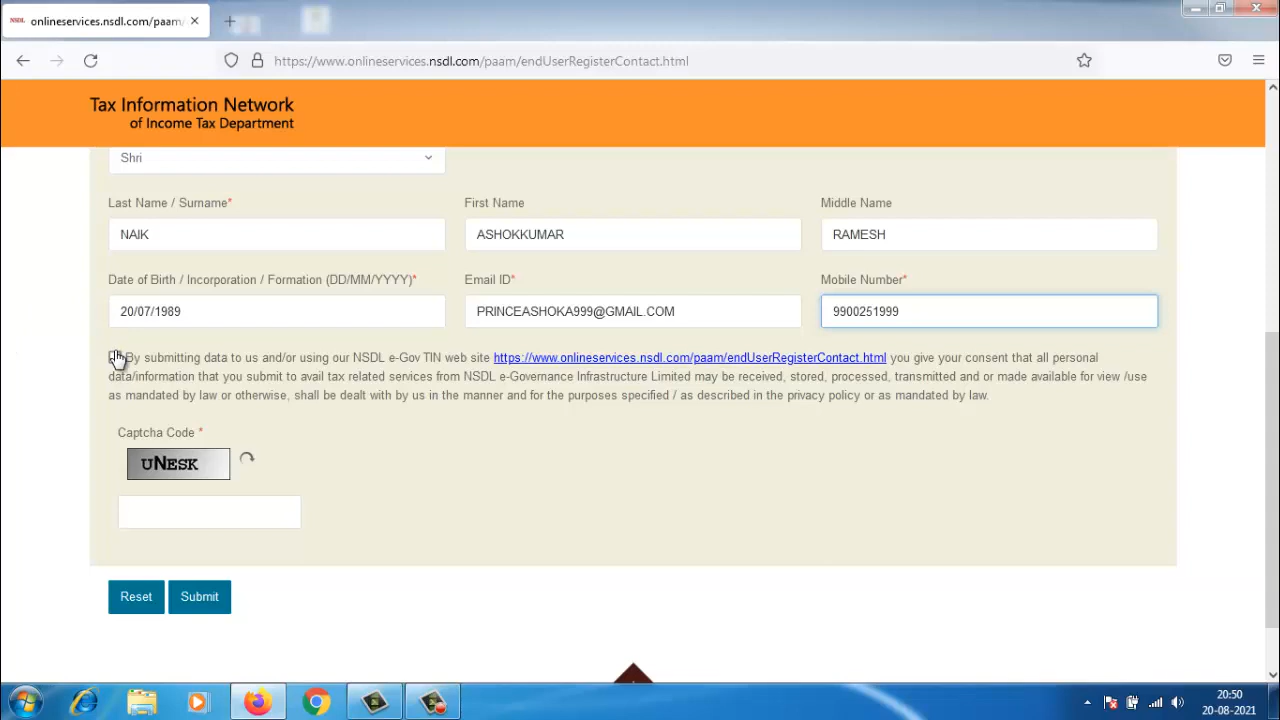 NSDL onlineservices.nsdl.com/paam/
https://www.onlineservices.nsdl.com/paam/endUserRegisterContact.html
Tax Information Network
of Income Tax Department
Shri
Last Name / Surname* First Name Middle Name
NAIK ASHOKKUMAR RAMESH
Date of Birth / Incorporation / Formation (DD/MM/YYYY)* Email ID* Mobile Number*
20/07/1989 PRINCEASHOKA999@GMAIL.COM 9900251999
By submitting data to us and/or using our NSDL e-Gov TIN web site https://www.onlineservices.nsdl.com/paam/endUserRegisterContact.html you give your consent that all personal
data/information that you submit to avail tax related services from NSDL e-Governance Infrastructure Limited may be received, stored, processed, transmitted and or made available for view /use
as mandated by law or otherwise, shall be dealt with by us in the manner and for the purposes specified / as described in the privacy policy or as mandated by law.
Captcha Code *
UNESK
Reset Submit
20:50
20-08-2021